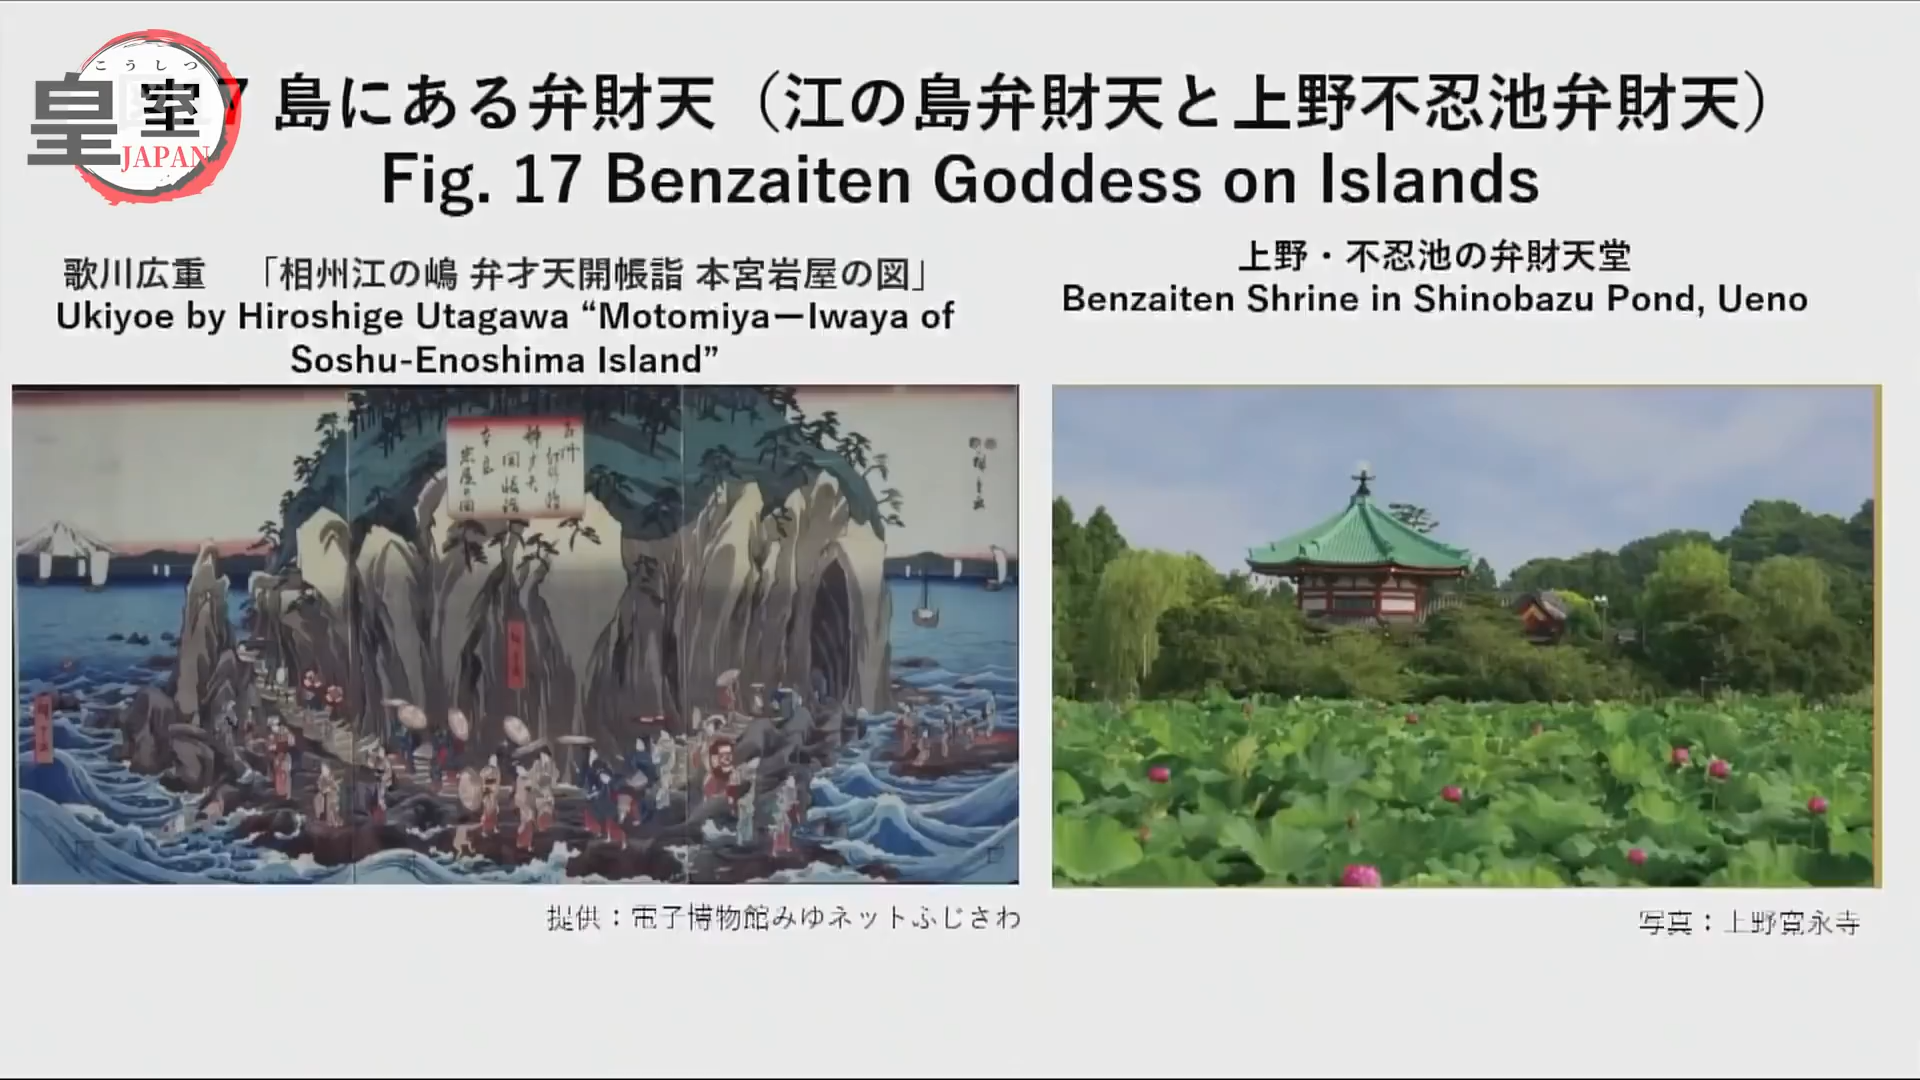 こうしつ
皇室
JAPAN
7 島にある弁財天（江の島弁財天と上野不忍池弁財天）
Fig. 17 Benzaiten Goddess on Islands
歌川広重 「相州江の嶋 弁才天開帳詣 本宮岩屋の図」
Ukiyoe by Hiroshige Utagawa “Motomiya－Iwaya of
Soshu-Enoshima Island”
上野・不忍池の弁財天堂
Benzaiten Shrine in Shinobazu Pond, Ueno
提供：電子博物館みゆネットふじさわ
写真：上野寛永寺